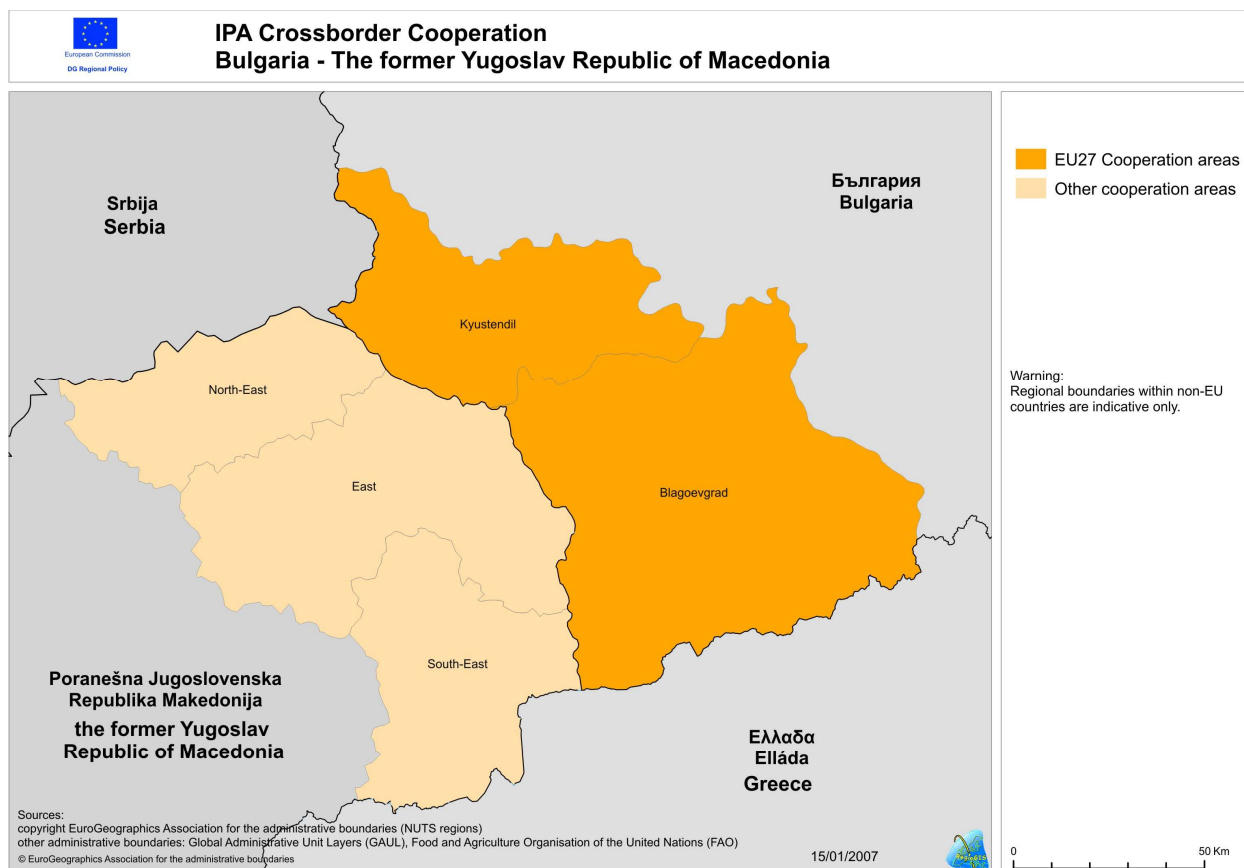 European Commission
DG Regional Policy
IPA Crossborder Cooperation
Bulgaria - The former Yugoslav Republic of Macedonia
Srbija
Serbia
България
Bulgaria
EU27 Cooperation areas
Other cooperation areas
Kyustendil
North-East
Warning:
Regional boundaries within non-EU
countries are indicative only.
East
Blagoevgrad
South-East
Poranešna Jugoslovenska
Republika Makedonija
the former Yugoslav
Republic of Macedonia
Ελλαδα
Elláda
Greece
Sources:
copyright EuroGeographics Association for the administrative boundaries (NUTS regions)
other administrative boundaries: Global Administrative Unit Layers (GAUL), Food and Agriculture Organisation of the United Nations (FAO)
© EuroGeographics Association for the administrative boundaries
15/01/2007
0 50 Km